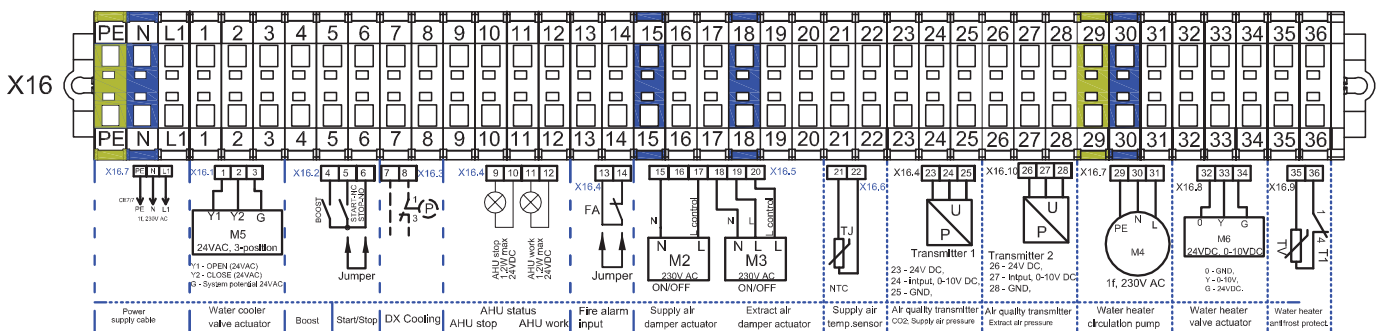 PE N L1 1 2 3 4 5 6 7 8 9 10 11 12 13 14 15 16 17 18 19 20 21 22 23 24 25 26 27 28 29 30 31 32 33 34 35 36
X16
PE N L1 1 2 3 4 5 6 7 8 9 10 11 12 13 14 15 16 17 18 19 20 21 22 23 24 25 26 27 28 29 30 31 32 33 34 35 36
X16.7 PE N L1
X16.1 1 2 3
X16.2 4 5 6
7 8 X16.3
X16.4 9 10 11 12
X16.4 13 14
15 16 17 18 19 20 X16.5
21 22 X16.6
X16.4 23 24 25
X16.10 26 27 28
X16.7 29 30 31
X16.8 32 33 34
X16.9 35 36
PE N L1
1f, 230V AC
Y1 Y2 G
M5
24VAC, 3-position
Y1 - OPEN (24VAC)
Y2 - CLOSE (24VAC)
G - System potential 24VAC
BOOST
START-NC
STOP-NO
Jumper
1
3
P
AHU stop
1,2W max
24VDC
AHU work
1,2W max
24VDC
FA
Jumper
N L control
M2
230V AC
ON/OFF
N L L control
N L
M3
230V AC
ON/OFF
TJ
NTC
U
P
Transmitter 1
23 - 24V DC,
24 - intput, 0-10V DC,
25 - GND,
U
P
Transmitter 2
26 - 24V DC,
27 - Intput, 0-10V DC
28 - GND,
PE N L
M4
1f, 230V AC
0 Y G
M6
24VDC, 0-10VDC
0 - GND,
Y - 0-10V,
G - 24VDC.
TV
1
4
T1
Power
supply cable
Water cooler
valve actuator
Boost
Start/Stop
DX Cooling
AHU status
AHU stop AHU work
Fire alarm
input
Supply air
damper actuator
Extract air
damper actuator
Supply air
temp.sensor
Air quality transmitter
CO2; Supply air pressure
Air quality transmitter
Extract air pressure
Water heater
circulation pump
Water heater
valve actuator
Water heater
antifrost protect.